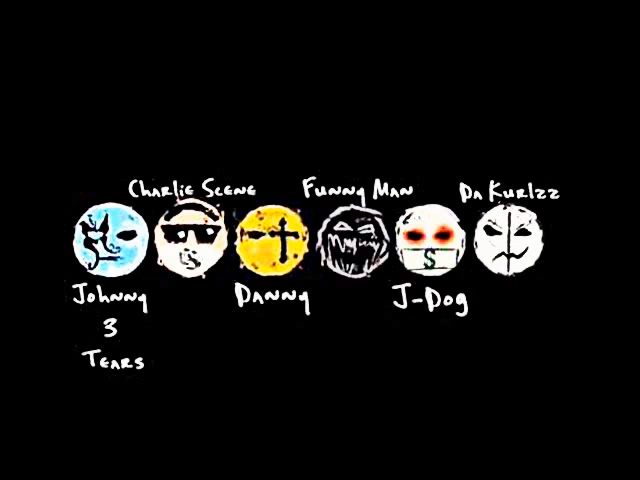 Charlie Scene
Funny Man
Da Kurlzz
$
$
Johnny
3
Tears
Danny
J-Dog